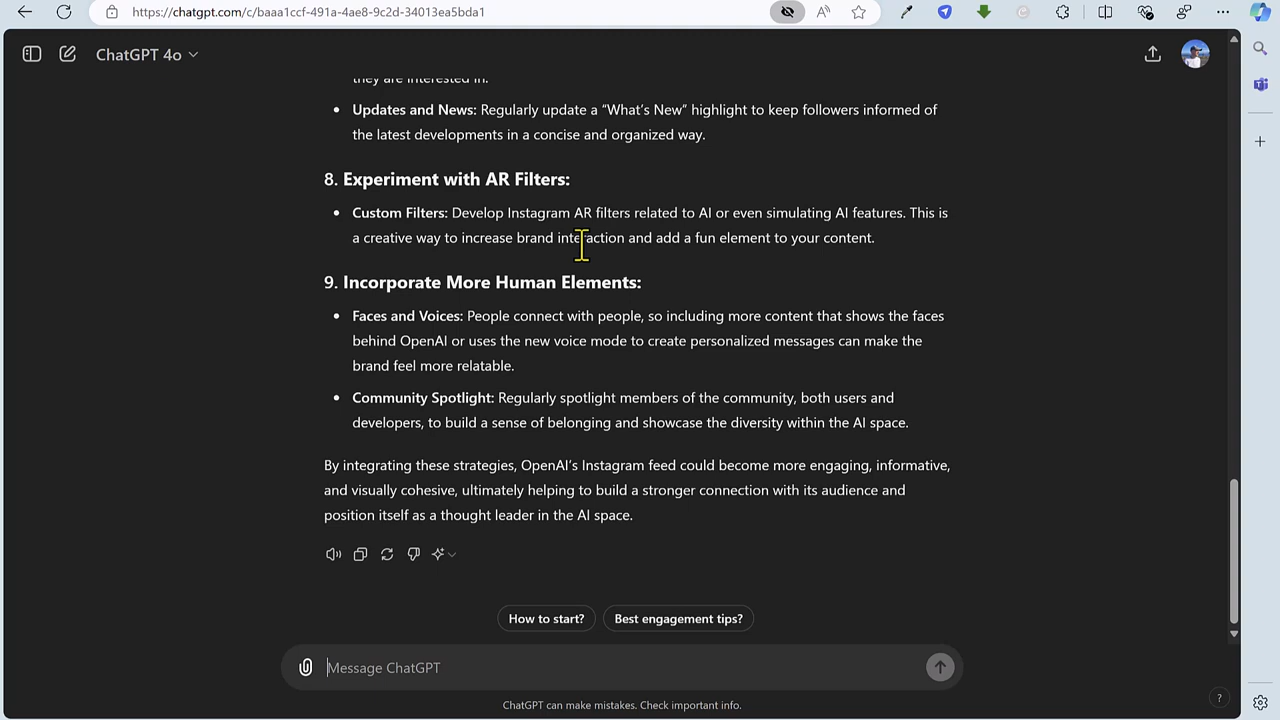 https://chatgpt.com/c/baaa1ccf-491a-4ae8-9c2d-34013ea5bda1
ChatGPT 4o
they are interested in.
• Updates and News: Regularly update a “What’s New” highlight to keep followers informed of
the latest developments in a concise and organized way.
8. Experiment with AR Filters:
• Custom Filters: Develop Instagram AR filters related to AI or even simulating AI features. This is
a creative way to increase brand interaction and add a fun element to your content.
9. Incorporate More Human Elements:
• Faces and Voices: People connect with people, so including more content that shows the faces
behind OpenAI or uses the new voice mode to create personalized messages can make the
brand feel more relatable.
• Community Spotlight: Regularly spotlight members of the community, both users and
developers, to build a sense of belonging and showcase the diversity within the AI space.
By integrating these strategies, OpenAI’s Instagram feed could become more engaging, informative,
and visually cohesive, ultimately helping to build a stronger connection with its audience and
position itself as a thought leader in the AI space.
How to start?
Best engagement tips?
Message ChatGPT
ChatGPT can make mistakes. Check important info.
?